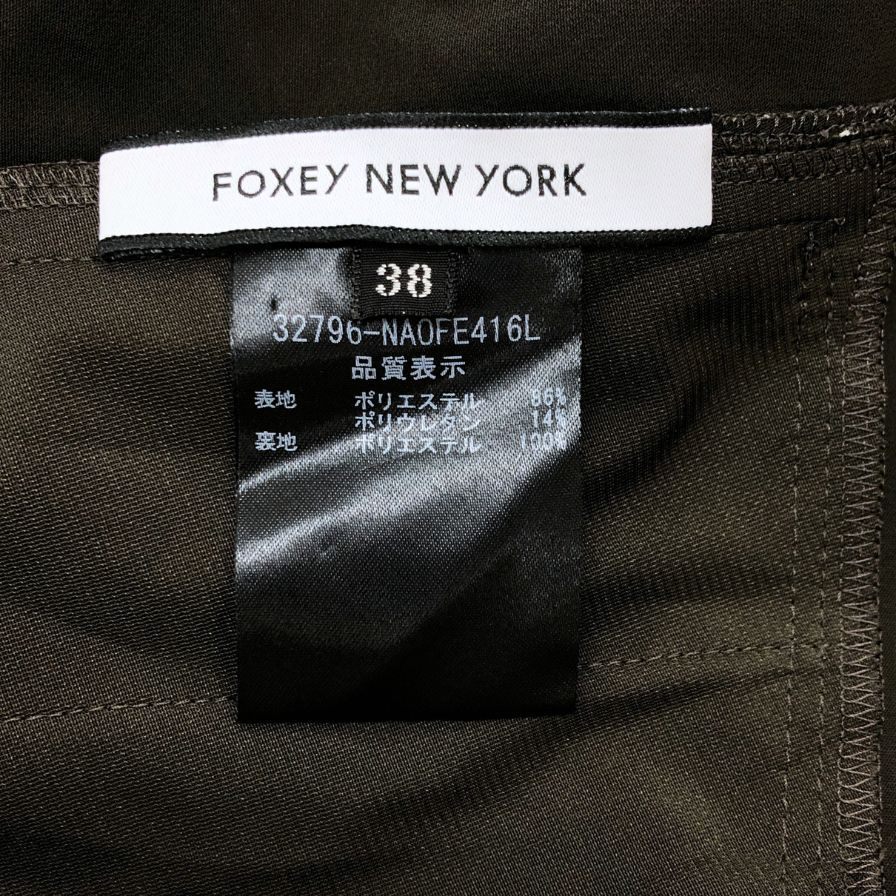 FOXEY NEW YORK
38
32796-NAOFE416L
品質表示
表地 ポリエステル 86%
ポリウレタン 14%
裏地 ポリエステル 100%